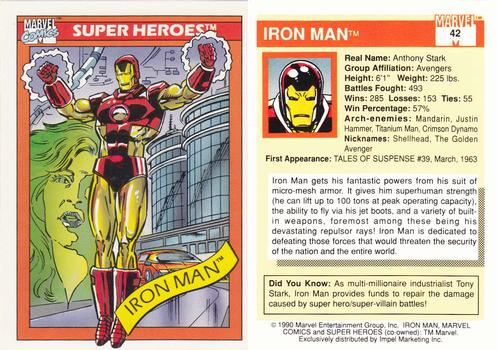 MARVEL
COMICS
SUPER HEROES™
IRON MAN™
MARVEL™
42
IRON MAN™
Real Name: Anthony Stark
Group Affiliation: Avengers
Height: 6'1" Weight: 225 lbs.
Battles Fought: 493
Wins: 285 Losses: 153 Ties: 55
Win Percentage: 57%
Arch-enemies: Mandarin, Justin
Hammer, Titanium Man, Crimson Dynamo
Nicknames: Shellhead, The Golden
Avenger
First Appearance: TALES OF SUSPENSE #39, March, 1963
Iron Man gets his fantastic powers from his suit of
micro-mesh armor. It gives him superhuman strength
(he can lift up to 100 tons at peak operating capacity),
the ability to fly via his jet boots, and a variety of built-
in weapons, foremost among these being his
devastating repulsor rays! Iron Man is dedicated to
defeating those forces that would threaten the security
of the nation and the entire world.
Did You Know: As multi-millionaire industrialist Tony
Stark, Iron Man provides funds to repair the damage
caused by super hero/super-villain battles!
© 1990 Marvel Entertainment Group, Inc. IRON MAN, MARVEL
COMICS and SUPER HEROES (co-owned): TM Marvel.
Exclusively distributed by Impel Marketing Inc.